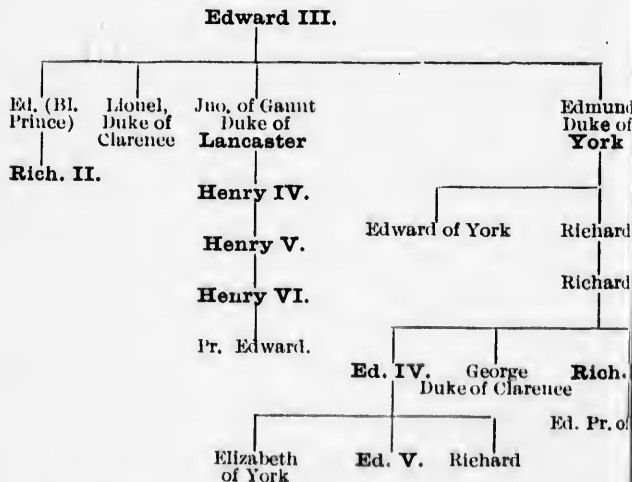 Edward III.
Ed. (Bl. Prince)
Lionel, Duke of Clarence
Jno. of Gaunt Duke of Lancaster
Edmund Duke of York
Rich. II.
Henry IV.
Edward of York
Richard
Henry V.
Richard
Henry VI.
Pr. Edward.
Ed. IV.
George Duke of Clarence
Rich.
Ed. Pr. of
Elizabeth of York
Ed. V.
Richard